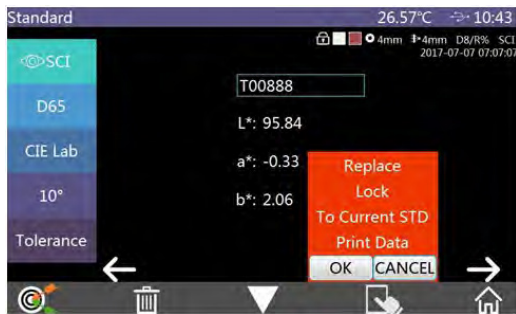 Standard 26.57°C 10:43
4mm 4mm D8/R% SCI
2017-07-07 07:07:07
SCI
D65
CIE Lab
10°
Tolerance
T00888
L*: 95.84
a*: -0.33
b*: 2.06
Replace
Lock
To Current STD
Print Data
OK CANCEL